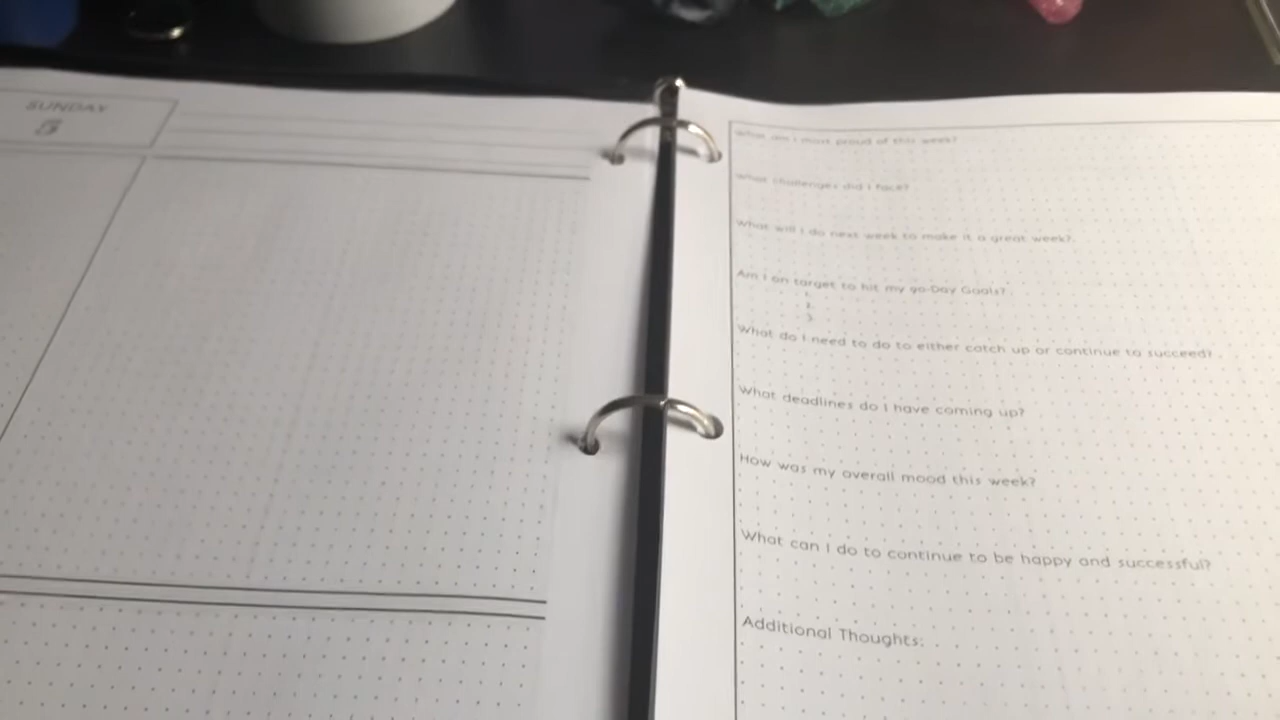 SUNDAY
5
What am I most proud of this week?
What challenges did I face?
What will I do next week to make it a great week?
Am I on target to hit my 90-Day Goals?
1.
2.
3.
What do I need to do to either catch up or continue to succeed?
What deadlines do I have coming up?
How was my overall mood this week?
What can I do to continue to be happy and successful?
Additional Thoughts: